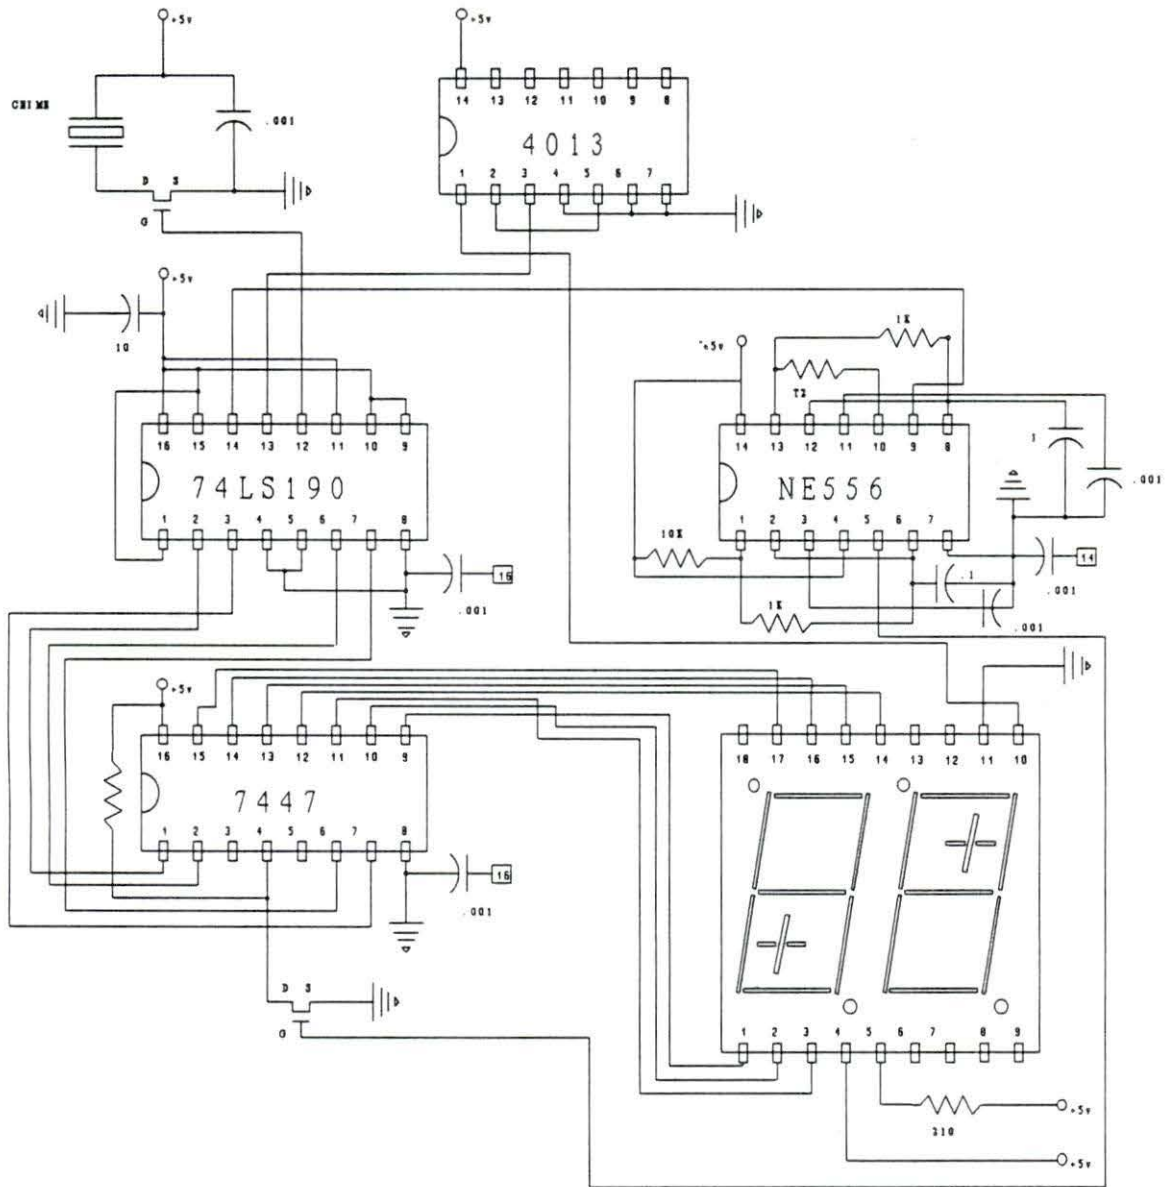 +5v
+5v
14 13 12 11 10 9 8
CHIME
.001
4013
1 2 3 4 5 6 7
D S
G
+5v
10
1K
+5v
T2
16 15 14 13 12 11 10 9
14 13 12 11 10 9 8
1
.001
74LS190
NE556
1 2 3 4 5 6 7 8
1 2 3 4 5 6 7
10K
16
.001
.1
14
.001
1K
.001
+5v
16 15 14 13 12 11 10 9
18 17 16 15 14 13 12 11 10
7447
1 2 3 4 5 6 7 8
16
.001
D S
G
1 2 3 4 5 6 7 8 9
+5v
+5v